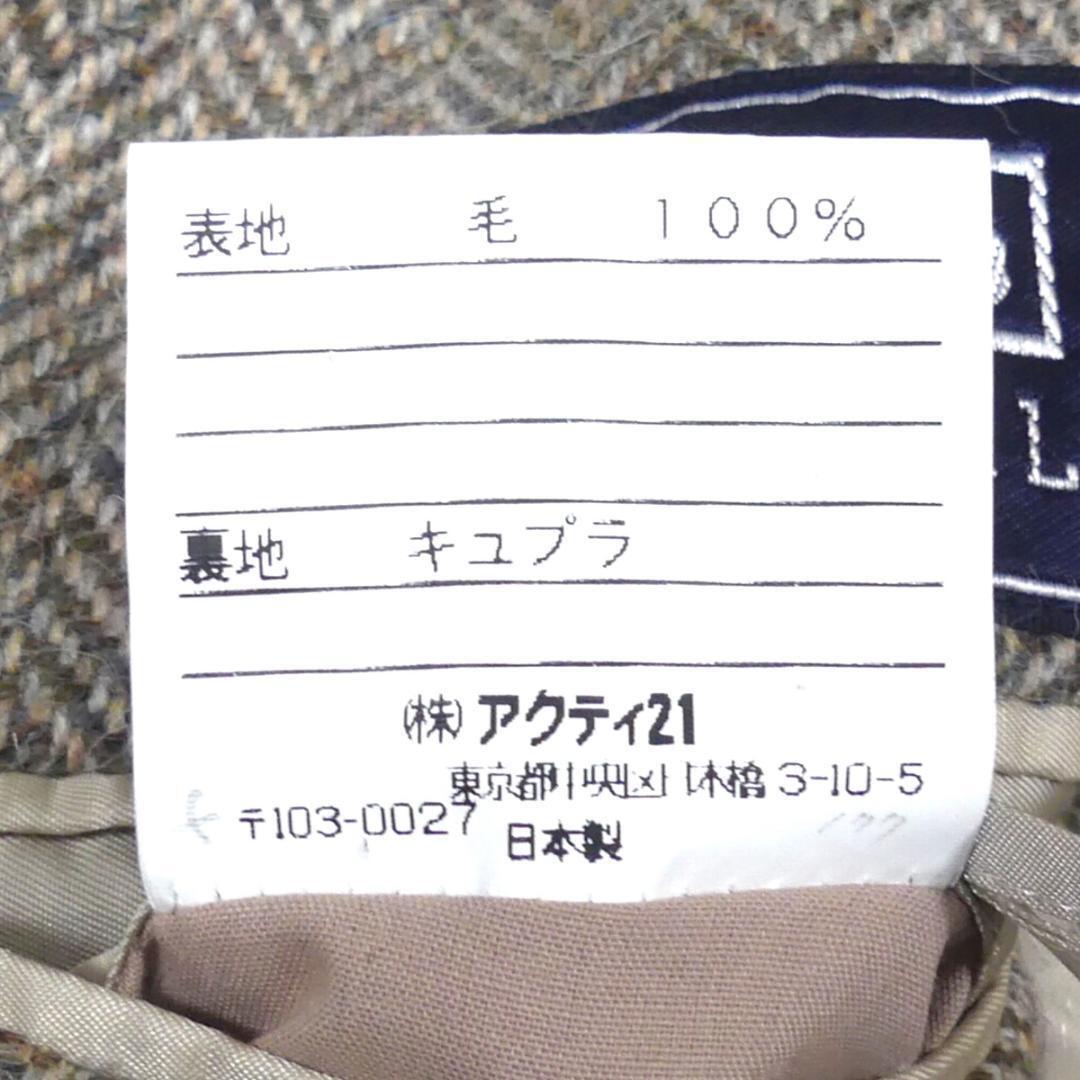 表地 毛 100%
裏地 キュプラ
(株)アクティ21
東京都中央区日本橋3-10-5
〒103-0027
日本製
L